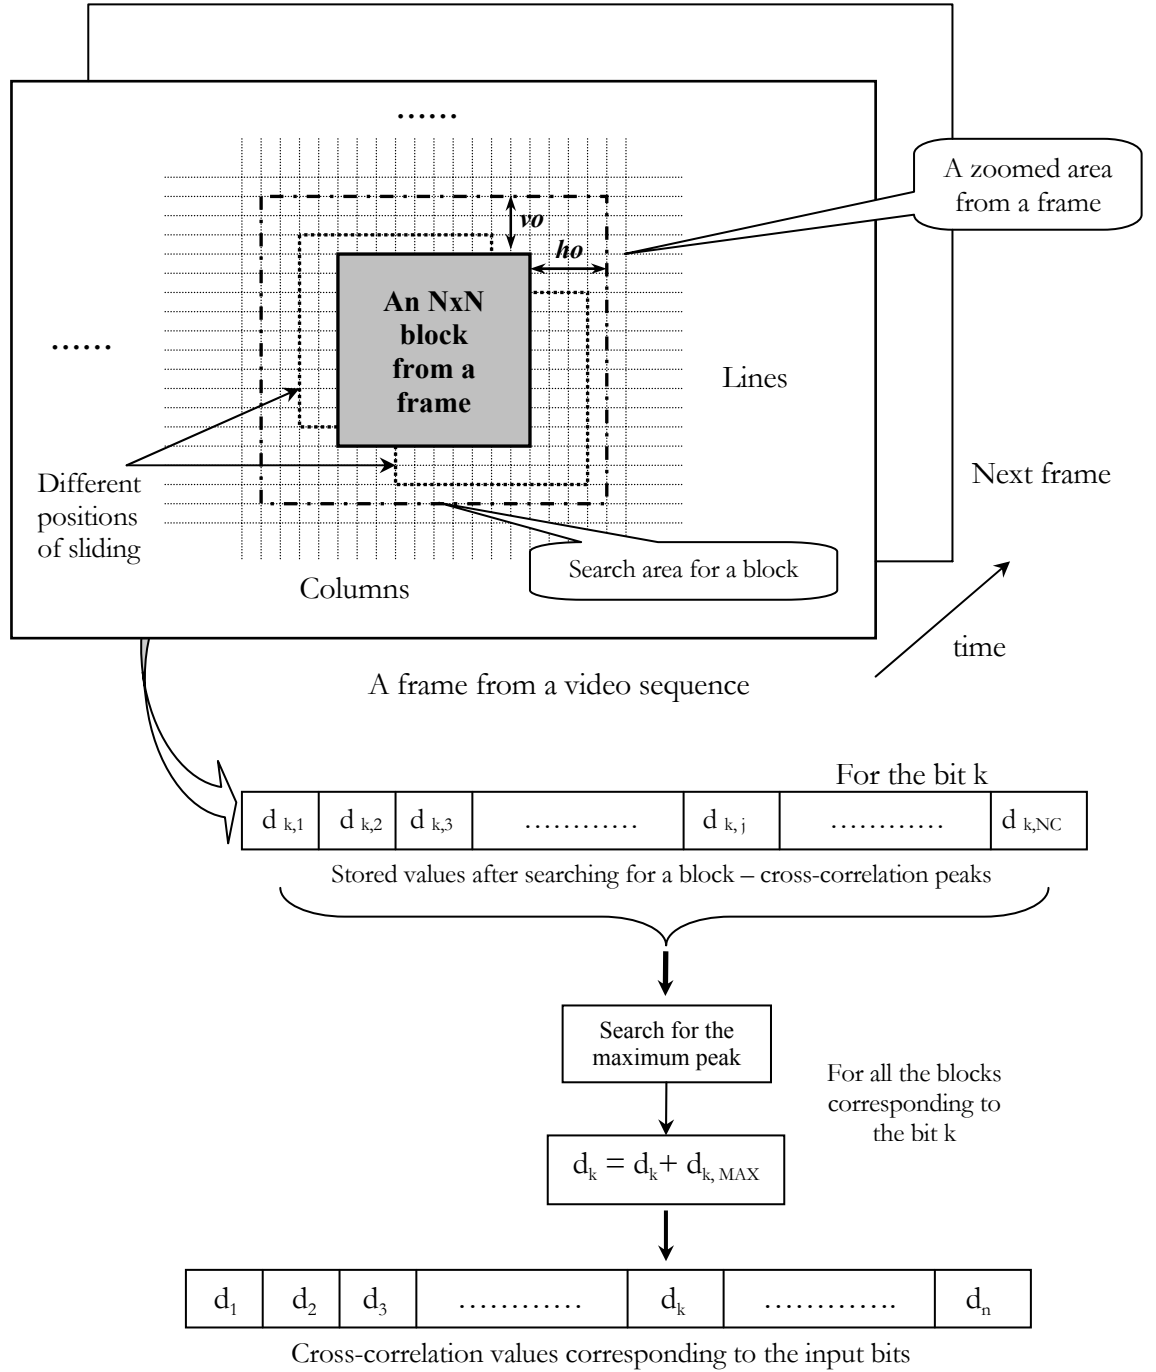 ......
A zoomed area
from a frame
vo
ho
An NxN
block
from a
frame
......
Lines
Next frame
Different
positions
of sliding
Search area for a block
Columns
time
A frame from a video sequence
For the bit k
d k,1 d k,2 d k,3 ............ d k, j ............ d k,NC
Stored values after searching for a block – cross-correlation peaks
Search for the
maximum peak
For all the blocks
corresponding to
the bit k
dk = dk+ dk, MAX
d1 d2 d3 ............. dk ............. dn
Cross-correlation values corresponding to the input bits